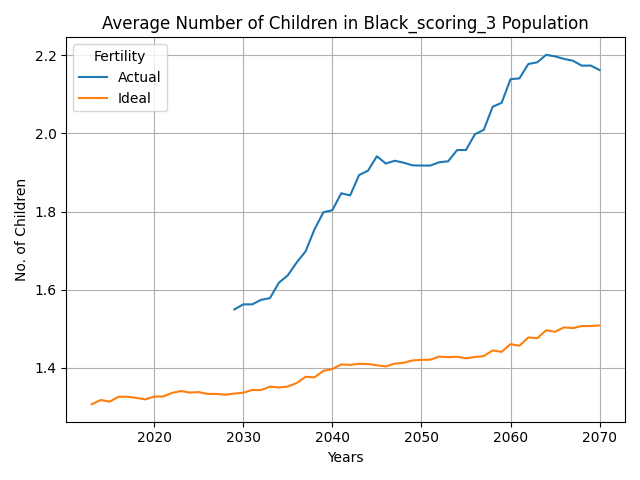 Average Number of Children in Black_scoring_3 Population
Fertility
Actual
Ideal
No. of Children
2.2
2.0
1.8
1.6
1.4
2020 2030 2040 2050 2060 2070
Years